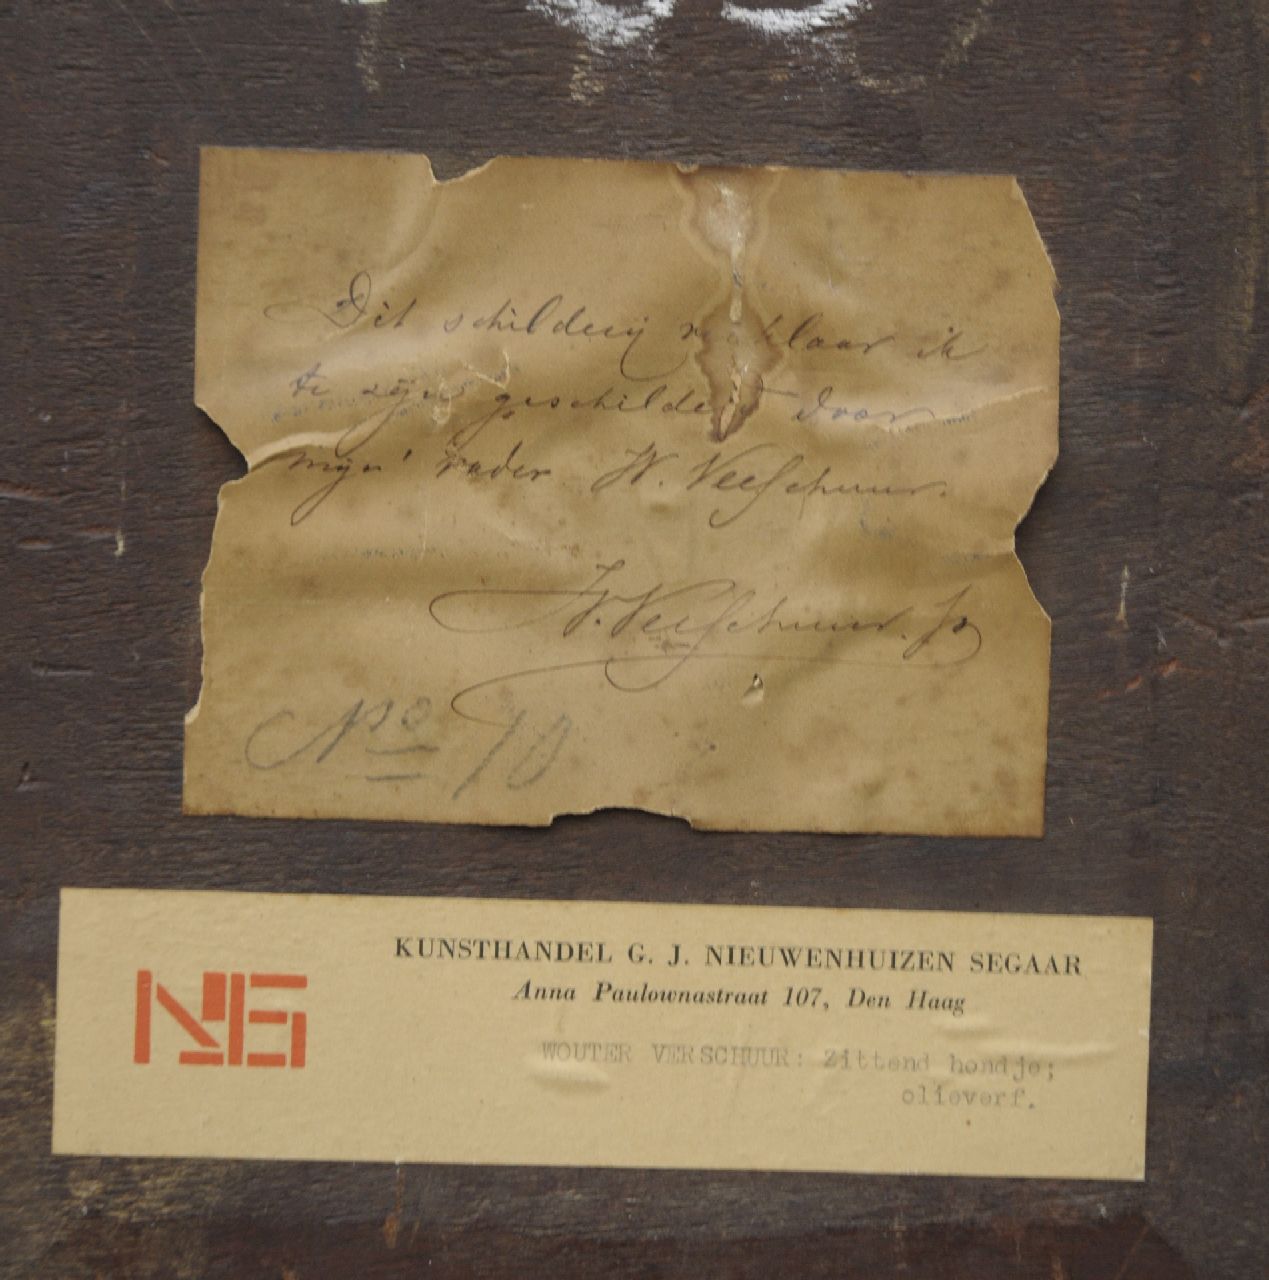 Dit schilderij verklaar ik
te zijn geschilderd door
mijn' vader W. Verschuur.
W. Verschuur. Jr
No 70
KUNSTHANDEL G. J. NIEUWENHUIZEN SEGAAR
Anna Paulownastraat 107, Den Haag
WOUTER VERSCHUUR: Zittend hondje;
olieverf.
NS